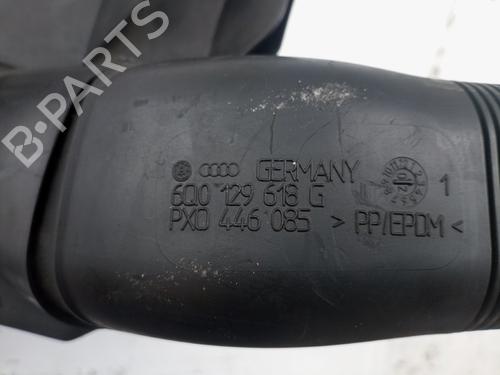 B-PARTS
GERMANY
6Q0 129 618 G
PX0 446 085 > PP/EPDM <
1